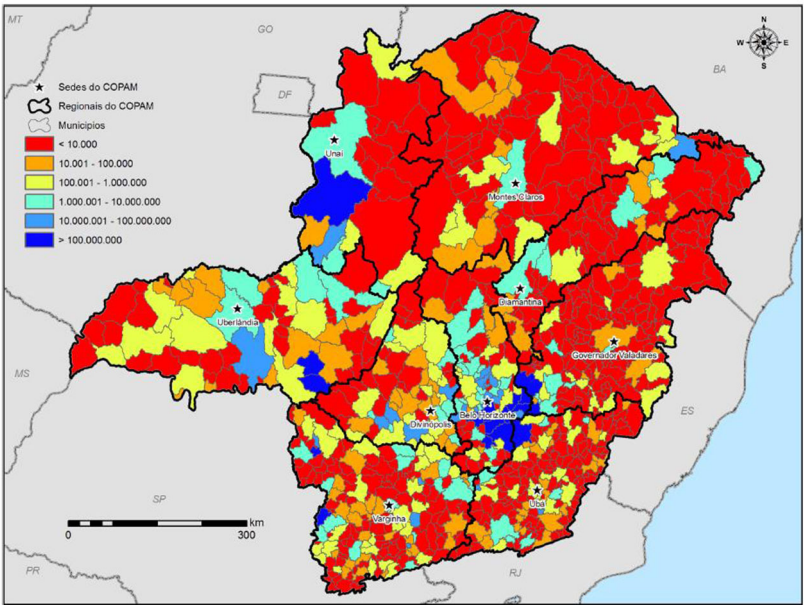 MT
GO
BA
N
W
E
S
DF
Sedes do COPAM
Regionais do COPAM
Municípios
< 10.000
10.001 - 100.000
100.001 - 1.000.000
1.000.001 - 10.000.000
10.000.001 - 100.000.000
> 100.000.000
Unaí
Montes Claros
Diamantina
Uberlândia
Governador Valadares
MS
Belo Horizonte
Divinópolis
ES
SP
Ubá
Varginha
km
0
300
PR
RJ